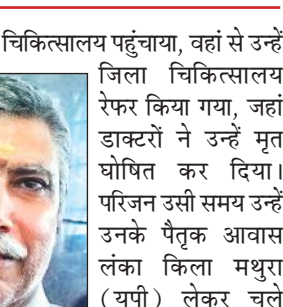 चिकित्सालय पहुंचाया, वहां से उन्हें
जिला चिकित्सालय
रेफर किया गया, जहां
डाक्टरों ने उन्हें मृत
घोषित कर दिया।
परिजन उसी समय उन्हें
उनके पैतृक आवास
लंका किला मथुरा
(यूपी) लेकर चले